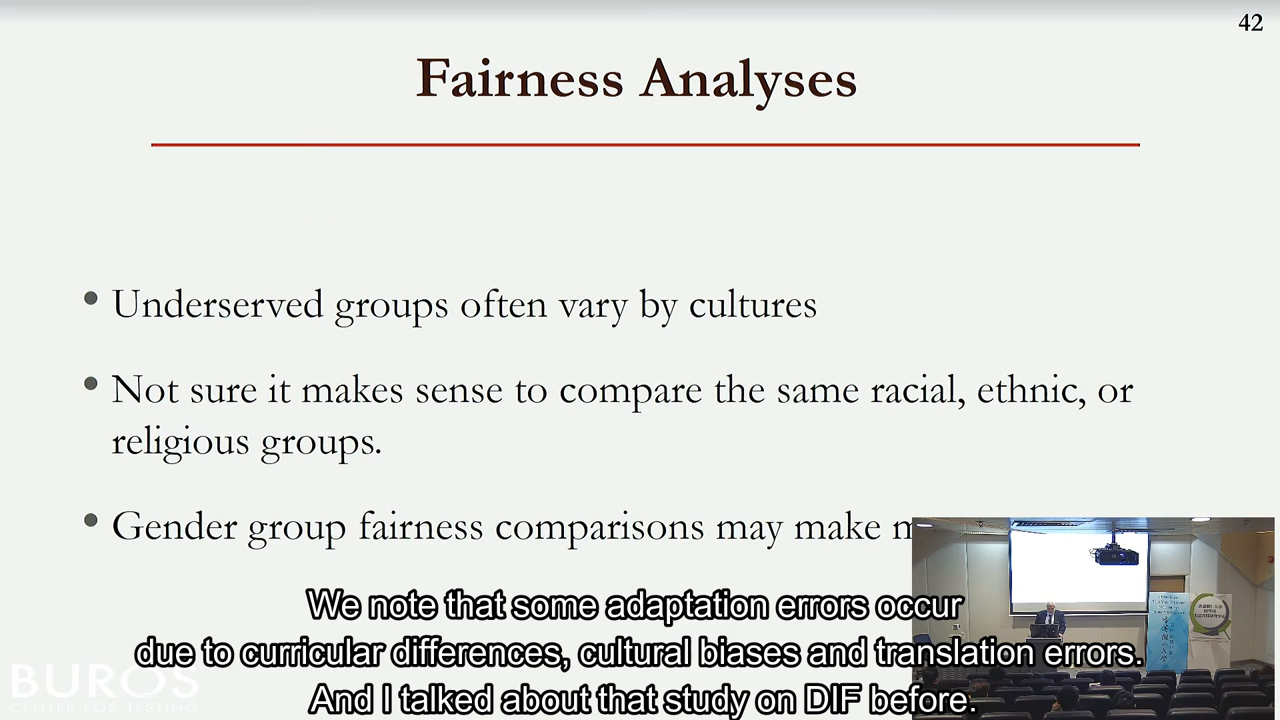 42
Fairness Analyses
• Underserved groups often vary by cultures
• Not sure it makes sense to compare the same racial, ethnic, or
religious groups.
• Gender group fairness comparisons may make
We note that some adaptation errors occur
due to curricular differences, cultural biases and translation errors.
And I talked about that study on DIF before.
BUROS
CENTER FOR TESTING